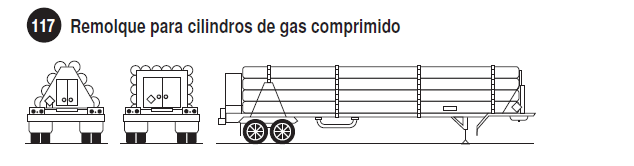 117 Remolque para cilindros de gas comprimido